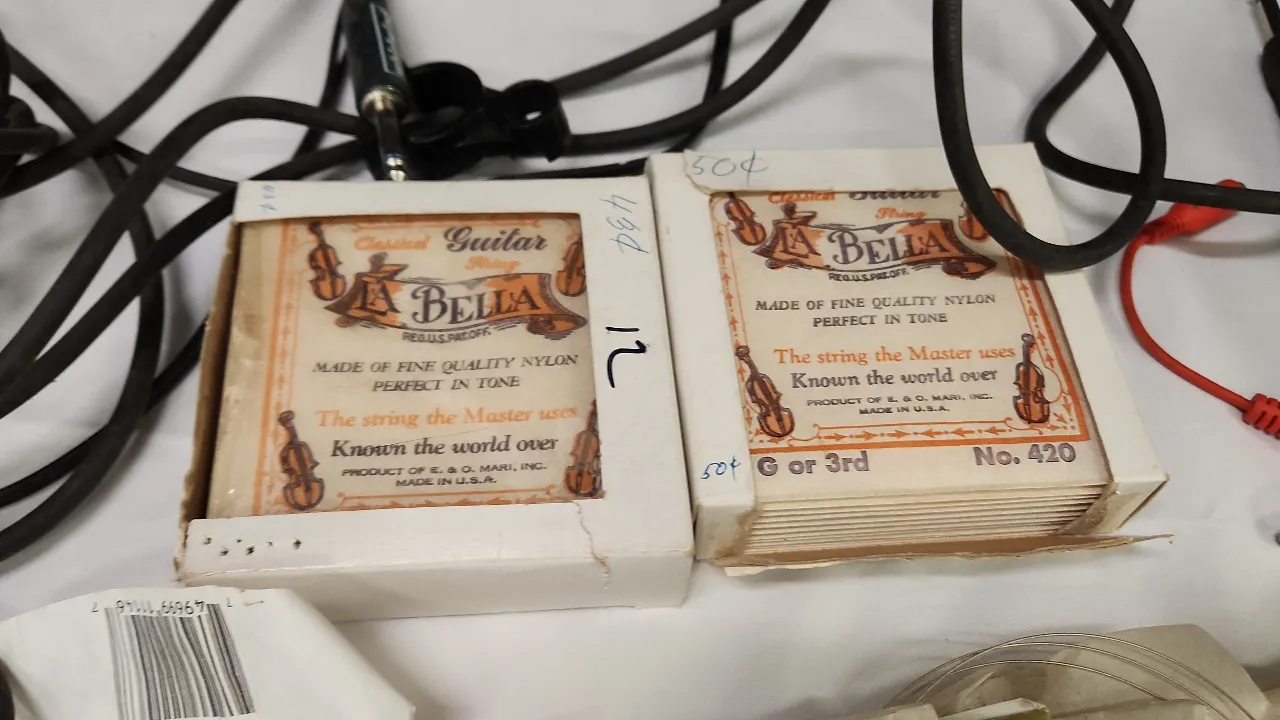 Classical Guitar
String
LA BELLA
REG.U.S.PAT.OFF.
MADE OF FINE QUALITY NYLON
PERFECT IN TONE
The string the Master uses
Known the world over
PRODUCT OF E. & O. MARI, INC.
MADE IN U.S.A.
43¢
12
50¢
Classical Guitar
String
LA BELLA
REG.U.S.PAT.OFF.
MADE OF FINE QUALITY NYLON
PERFECT IN TONE
The string the Master uses
Known the world over
PRODUCT OF E. & O. MARI, INC.
MADE IN U.S.A.
50¢
G or 3rd No. 420